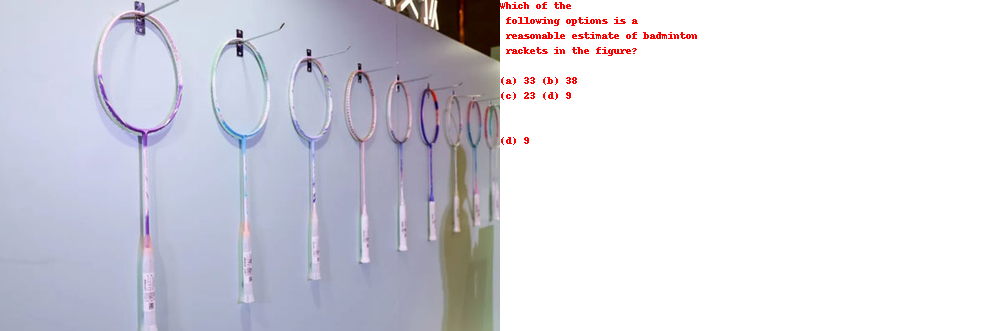 Which of the
following options is a
reasonable estimate of badminton
rackets in the figure?
(a) 33 (b) 38
(c) 23 (d) 9
(d) 9